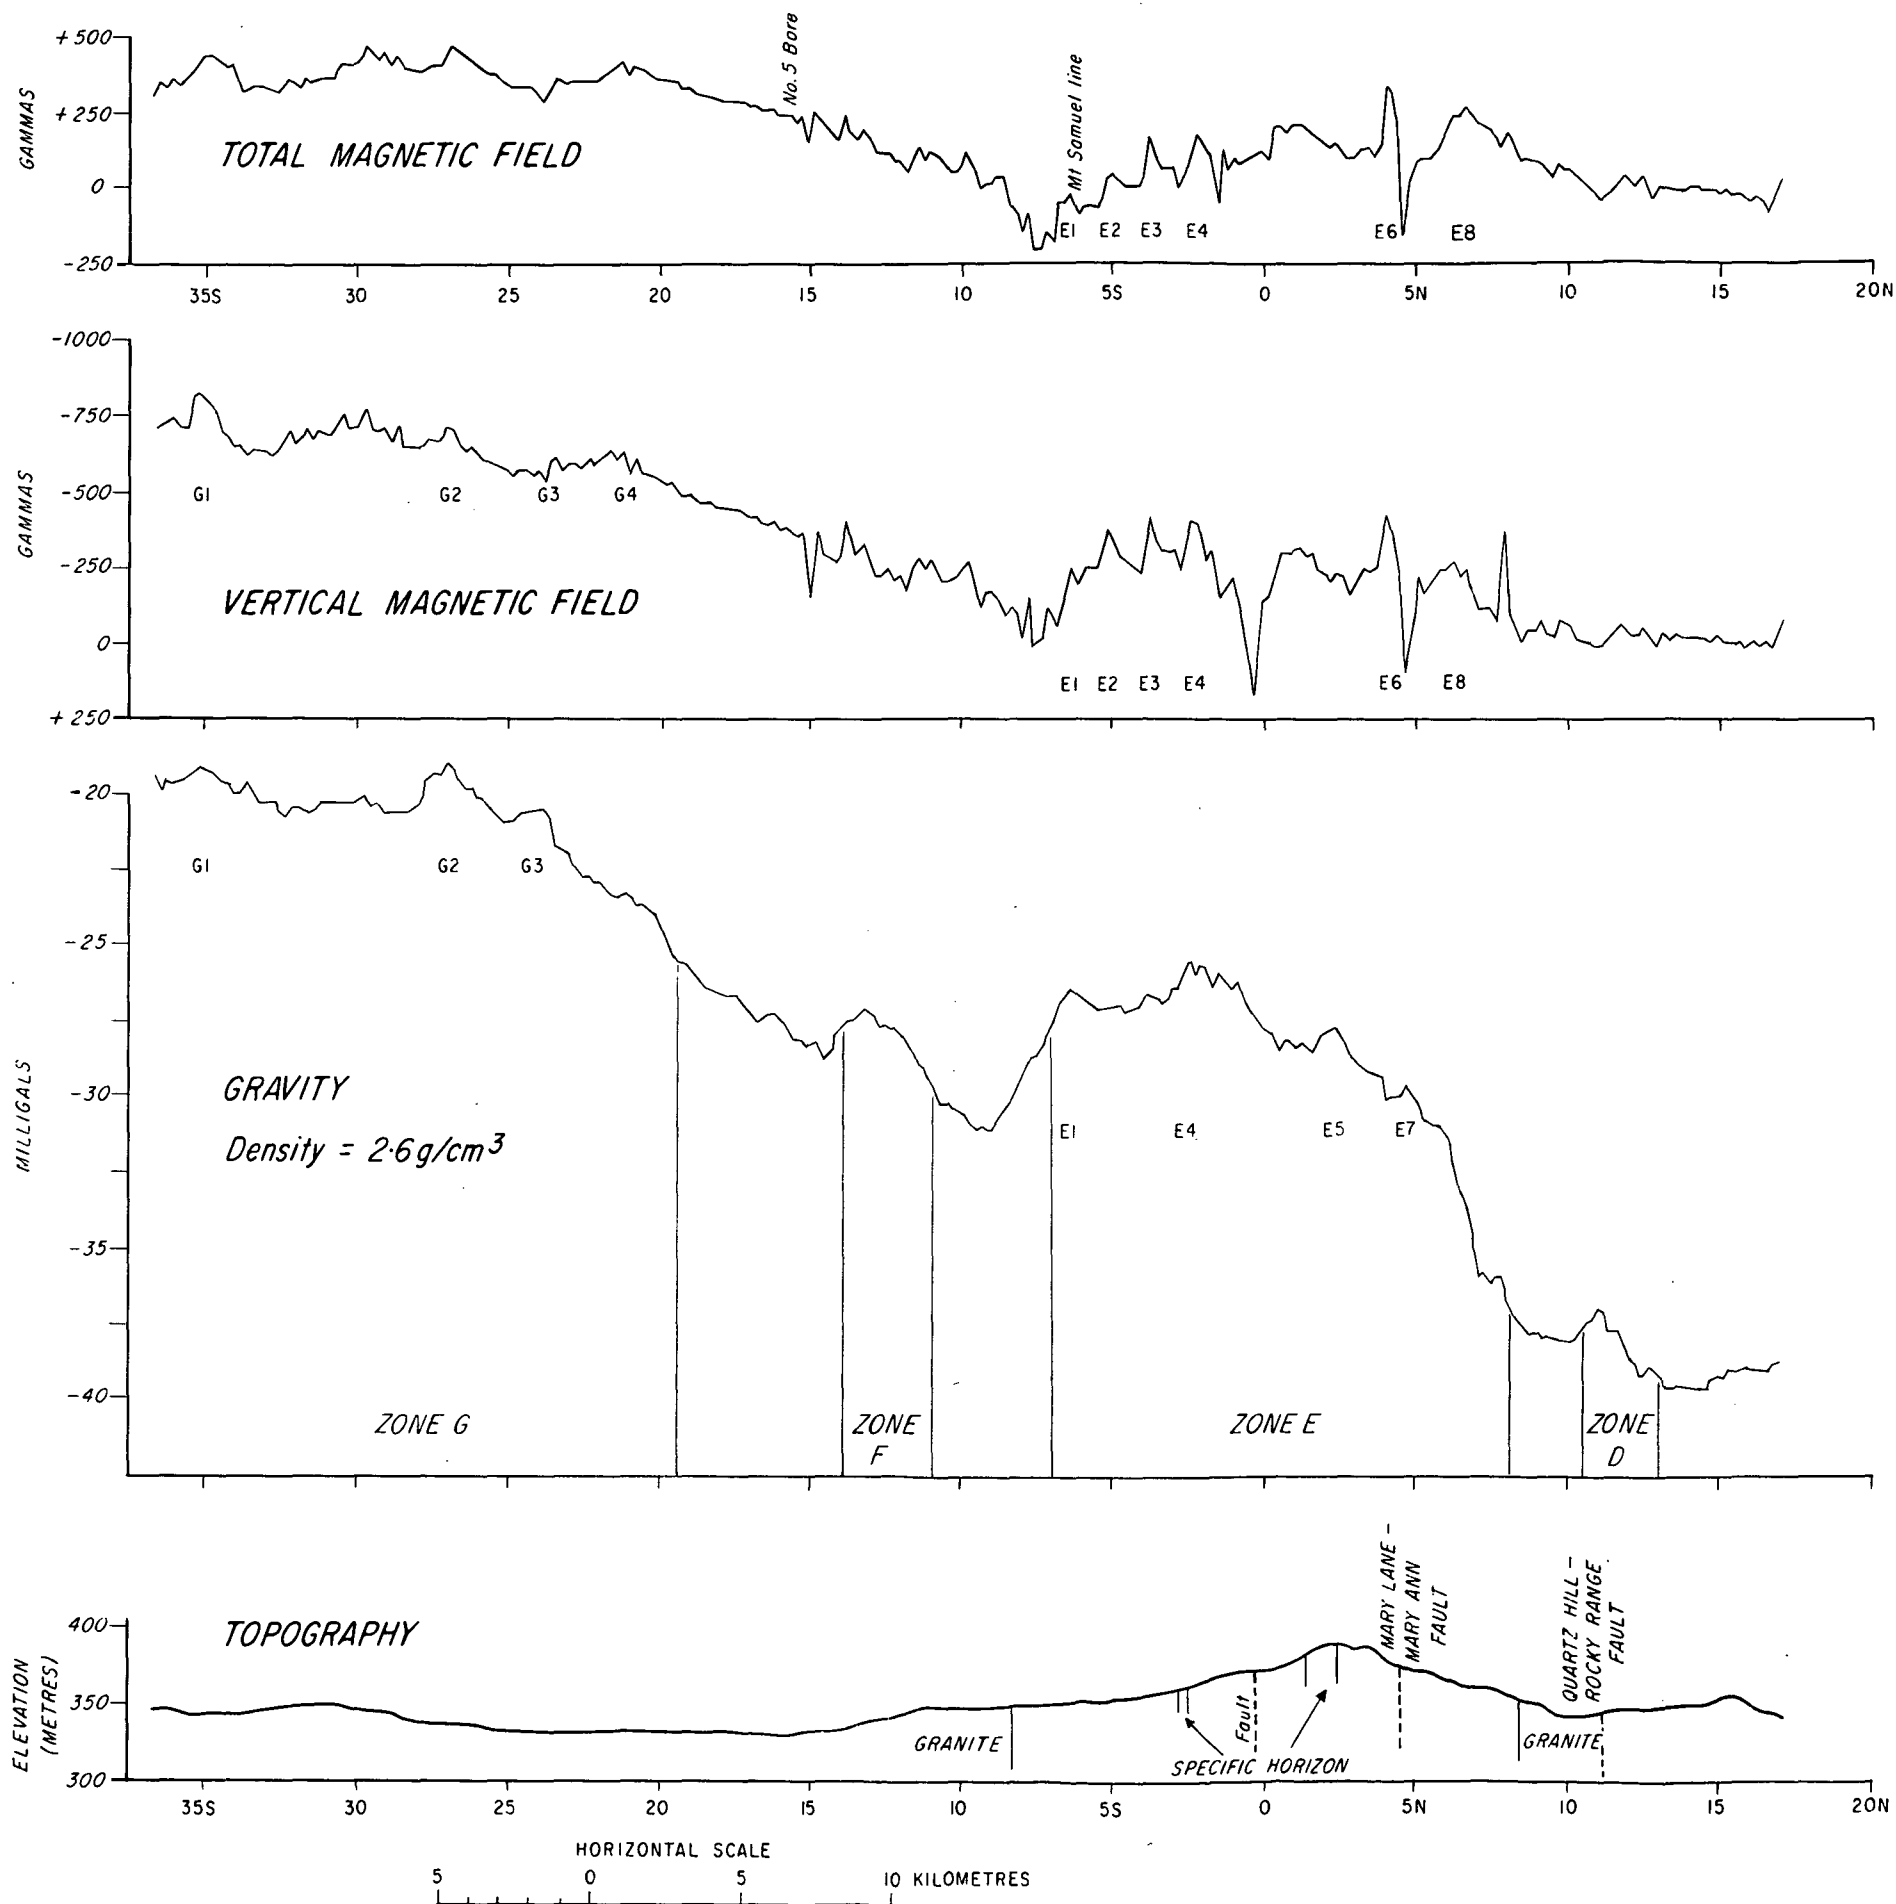 No. 5 Bore
Mt Samuel line
GAMMAS
+500
+250
0
-250
TOTAL MAGNETIC FIELD
E1 E2 E3 E4 E6 E8
35S 30 25 20 15 10 5S 0 5N 10 15 20N
GAMMAS
-1000
-750
-500
-250
0
+250
G1 G2 G3 G4
VERTICAL MAGNETIC FIELD
E1 E2 E3 E4 E6 E8
MILLIGALS
-20
-25
-30
-35
-40
G1 G2 G3
GRAVITY
Density = 2·6 g/cm³
E1 E4 E5 E7
ZONE G
ZONE
F
ZONE E
ZONE
D
ELEVATION
(METRES)
400
350
300
TOPOGRAPHY
MARY LANE –
MARY ANN
FAULT
QUARTZ HILL –
ROCKY RANGE
FAULT
GRANITE
Fault
GRANITE
SPECIFIC HORIZON
35S 30 25 20 15 10 5S 0 5N 10 15 20N
HORIZONTAL SCALE
5 0 5 10 KILOMETRES